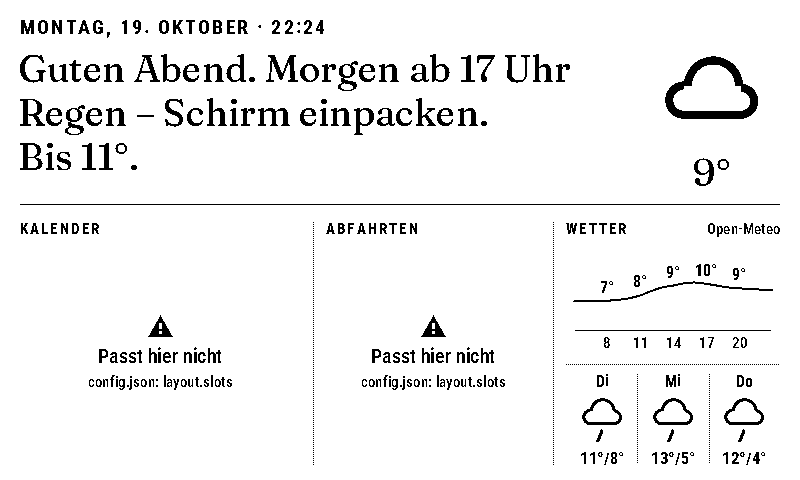 MONTAG, 19. OKTOBER · 22:24
Guten Abend. Morgen ab 17 Uhr
Regen – Schirm einpacken.
Bis 11°.
9°
KALENDER
Passt hier nicht
config.json: layout.slots
ABFAHRTEN
Passt hier nicht
config.json: layout.slots
WETTER Open-Meteo
7° 8° 9° 10° 9°
8 11 14 17 20
Di Mi Do
11°/8° 13°/5° 12°/4°